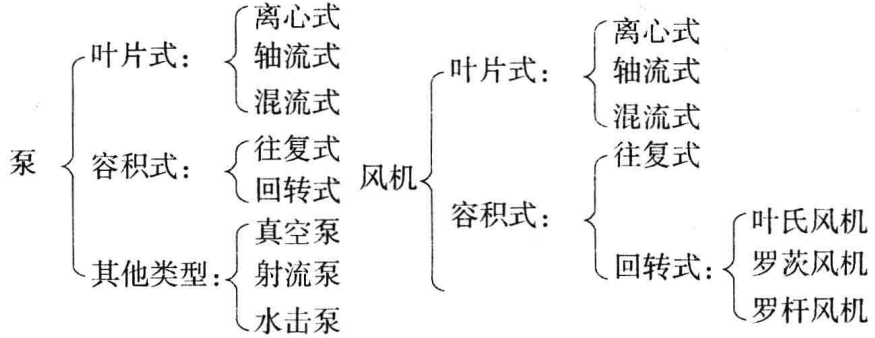 泵
叶片式：
离心式
轴流式
混流式
容积式：
往复式
回转式
其他类型：
真空泵
射流泵
水击泵
风机
叶片式：
离心式
轴流式
混流式
容积式：
往复式
回转式：
叶氏风机
罗茨风机
罗杆风机